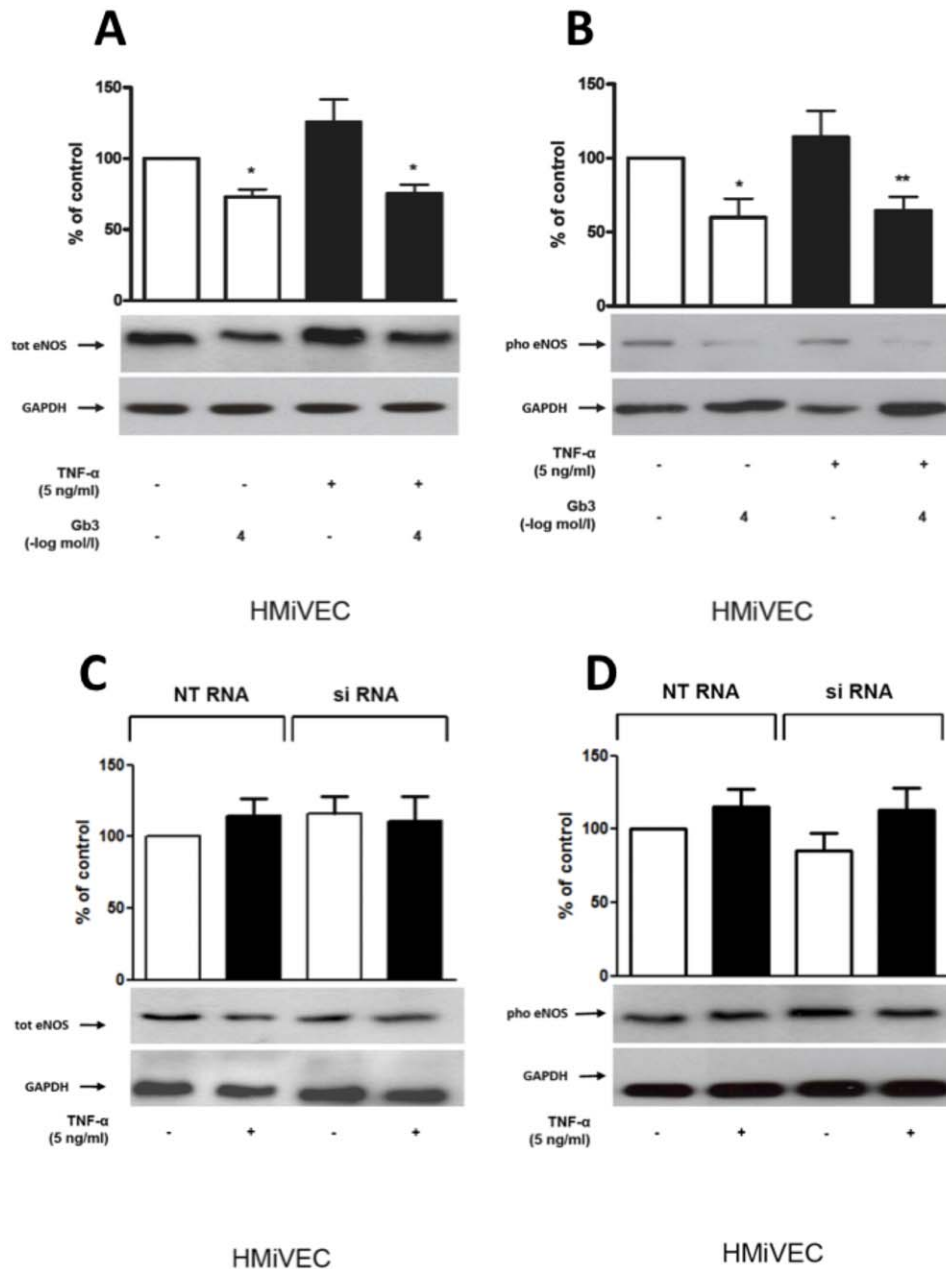 A
150
100
50
0
% of control
* *
tot eNOS
GAPDH
TNF-α
(5 ng/ml)
- - + +
Gb3
(-log mol/l)
- 4 - 4
HMiVEC
B
150
100
50
0
% of control
* **
pho eNOS
GAPDH
TNF-α
(5 ng/ml)
- - + +
Gb3
(-log mol/l)
- 4 - 4
HMiVEC
C
NT RNA si RNA
150
100
50
0
% of control
tot eNOS
GAPDH
TNF-α
(5 ng/ml)
- + - +
HMiVEC
D
NT RNA si RNA
150
100
50
0
% of control
pho eNOS
GAPDH
TNF-α
(5 ng/ml)
- + - +
HMiVEC